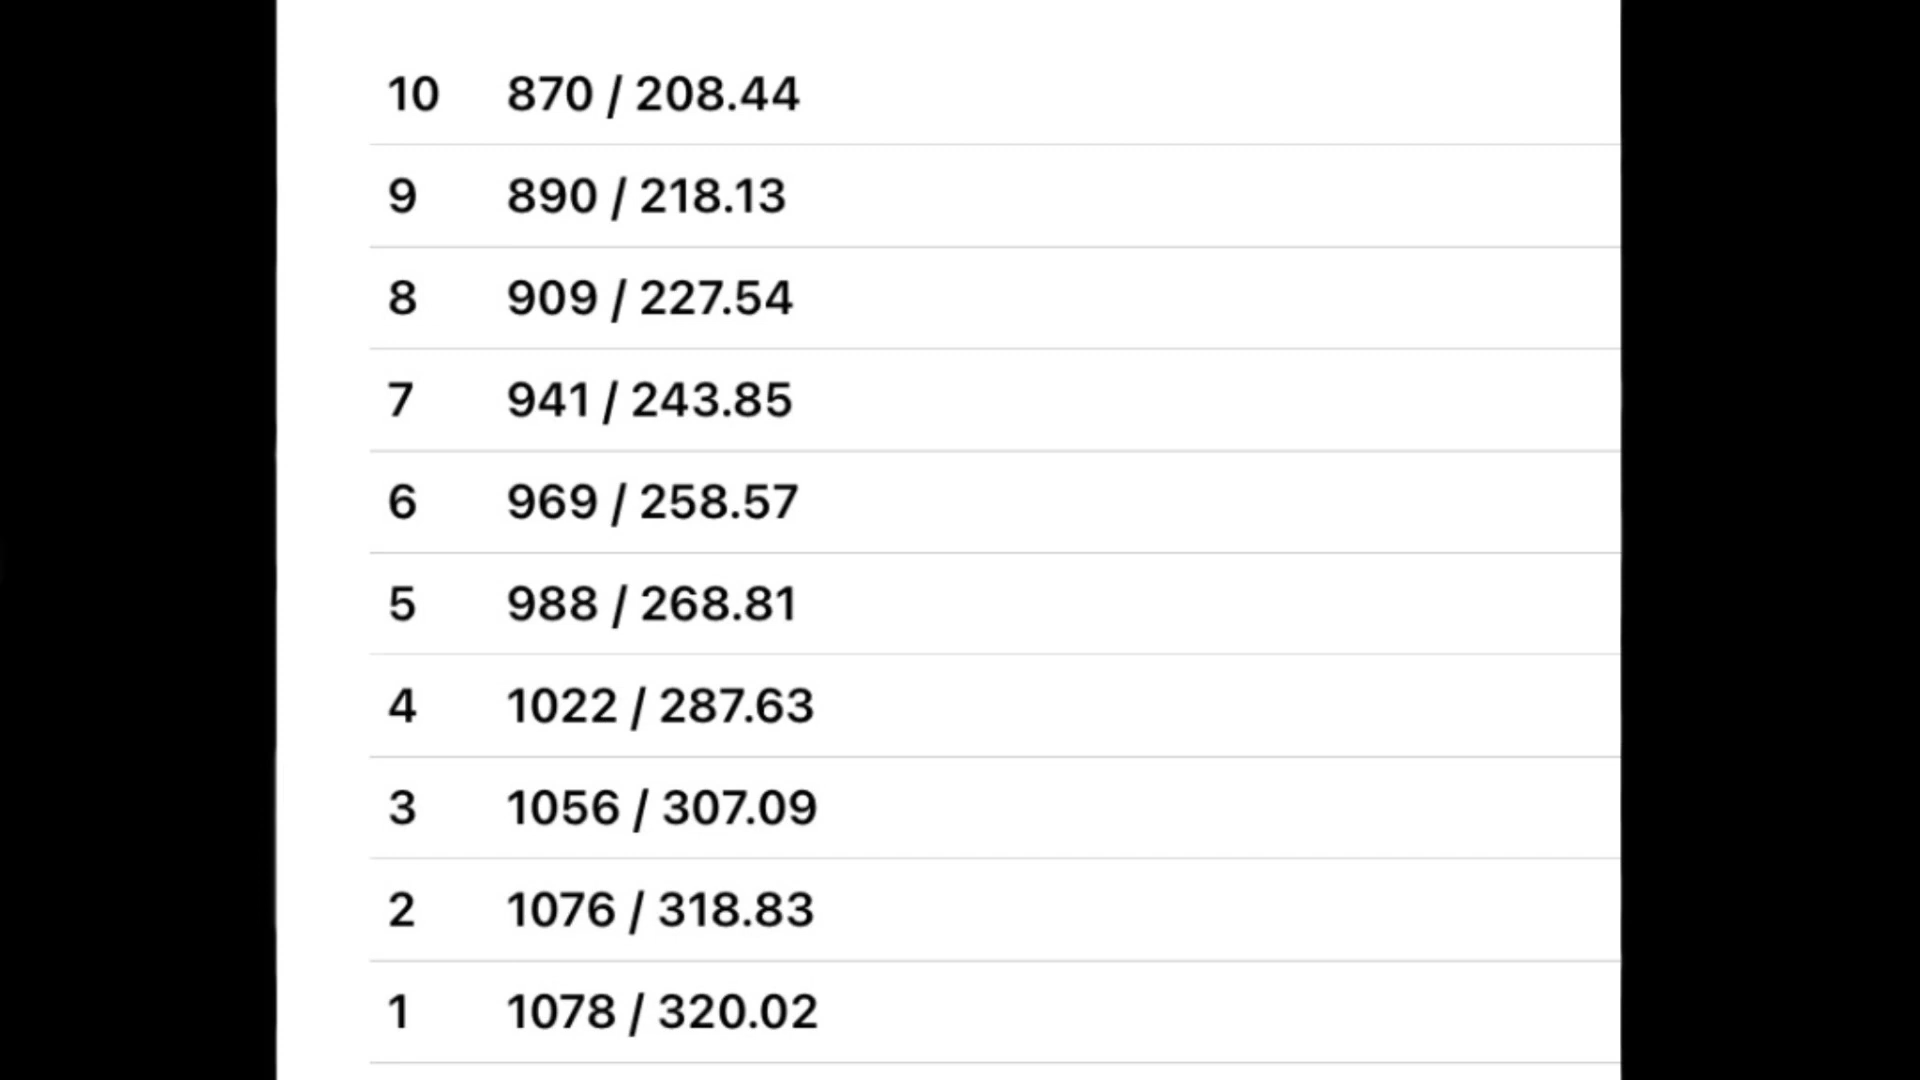 10 870 / 208.44
9 890 / 218.13
8 909 / 227.54
7 941 / 243.85
6 969 / 258.57
5 988 / 268.81
4 1022 / 287.63
3 1056 / 307.09
2 1076 / 318.83
1 1078 / 320.02